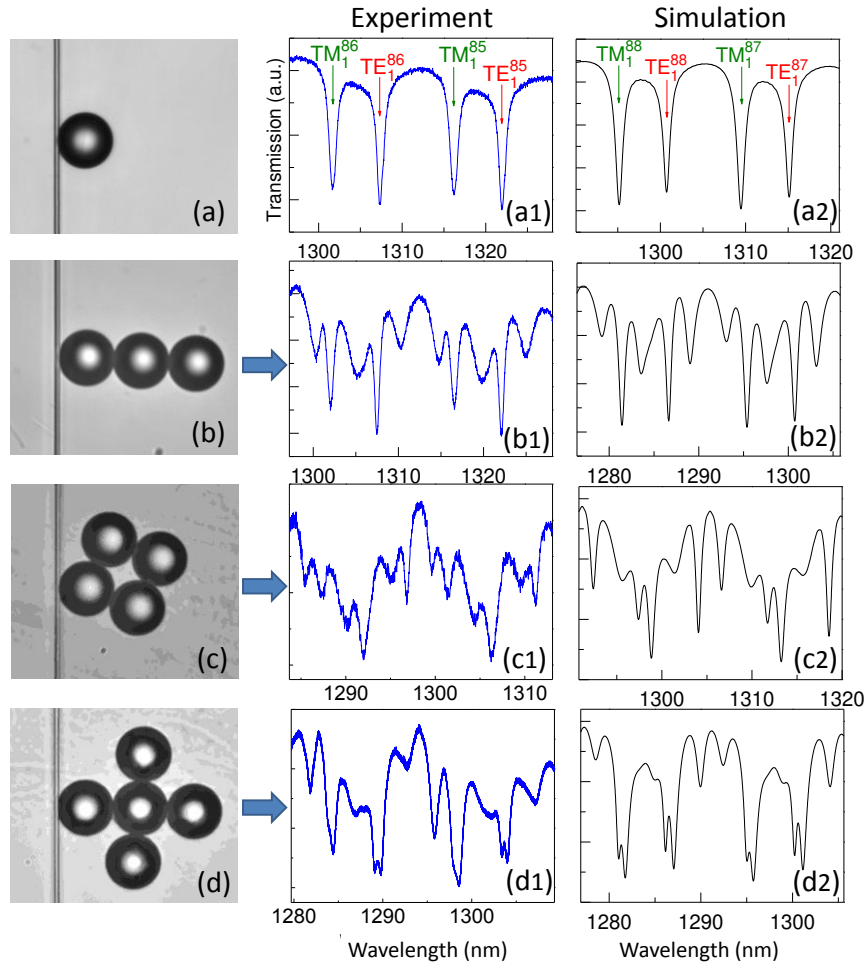 Experiment
Simulation
(a)
Transmission (a.u.)
TM₁⁸⁶
TE₁⁸⁶
TM₁⁸⁵
TE₁⁸⁵
(a1)
1300 1310 1320
TM₁⁸⁸
TE₁⁸⁸
TM₁⁸⁷
TE₁⁸⁷
(a2)
1300 1310 1320
(b)
(b1)
1300 1310 1320
(b2)
1280 1290 1300
(c)
(c1)
1290 1300 1310
(c2)
1300 1310 1320
(d)
(d1)
1280 1290 1300
Wavelength (nm)
(d2)
1280 1290 1300
Wavelength (nm)